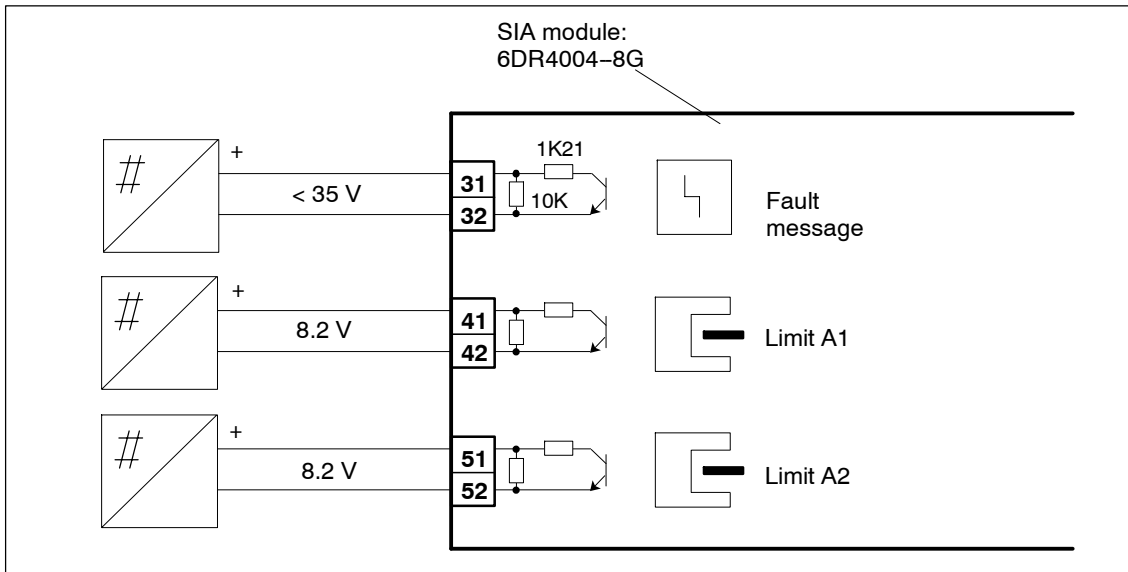 SIA module:
6DR4004−8G
#
+
< 35 V
31
32
1K21
10K
Fault
message
#
+
8.2 V
41
42
Limit A1
#
+
8.2 V
51
52
Limit A2